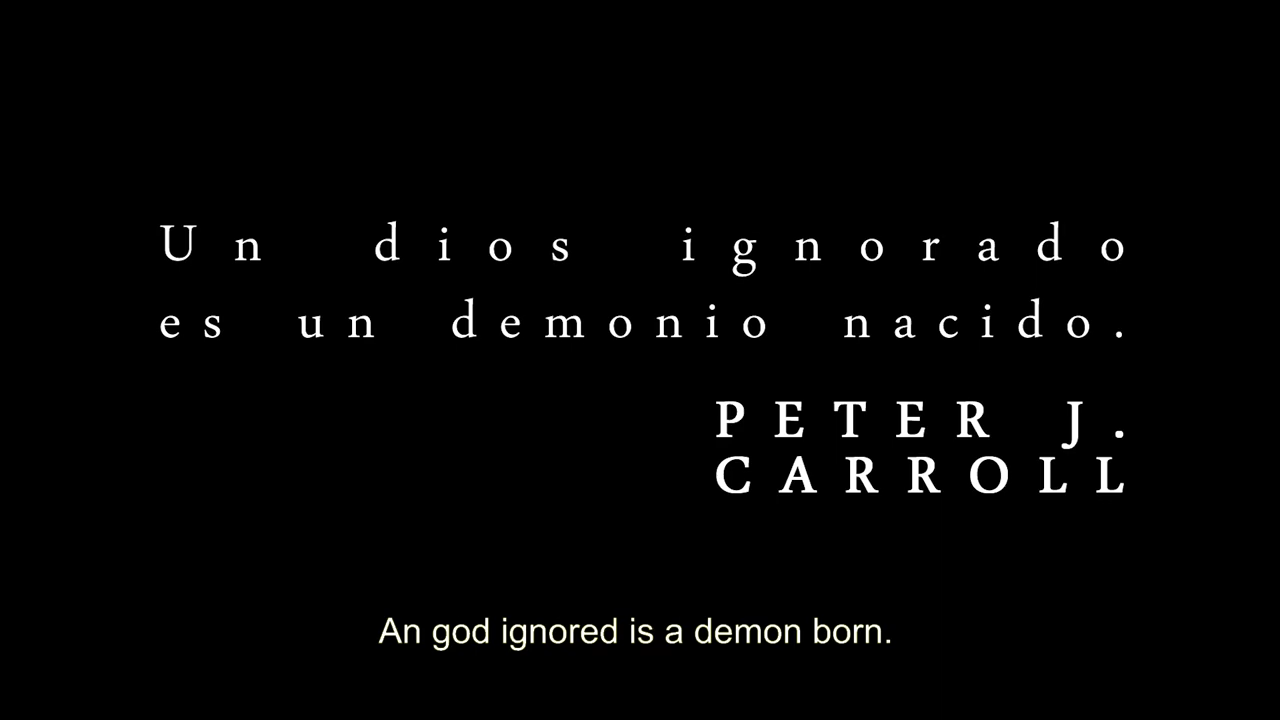 Un dios ignorado
es un demonio nacido.
PETER J.
CARROLL
An god ignored is a demon born.